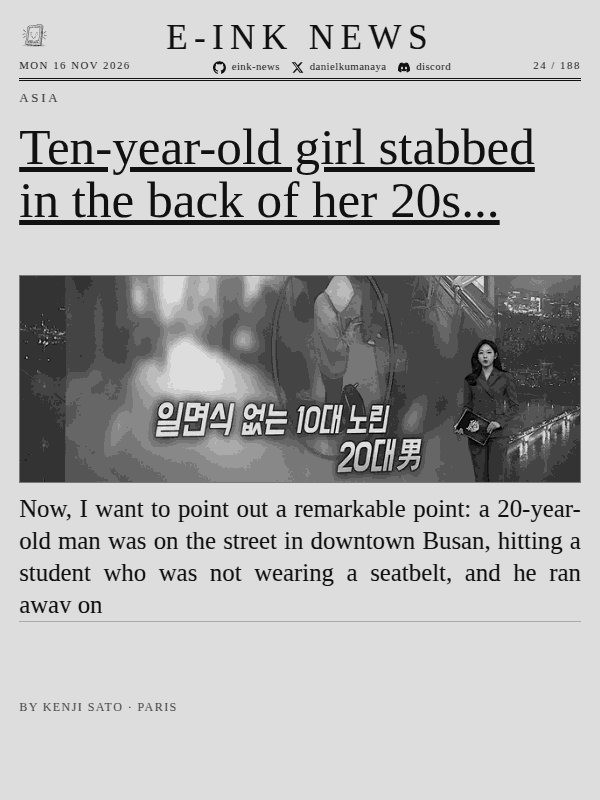 E-INK NEWS
MON 16 NOV 2026
eink-news
danielkumanaya
discord
24 / 188
ASIA
Ten-year-old girl stabbed
in the back of her 20s...
일면식 없는 10대 노린
20대男
Now, I want to point out a remarkable point: a 20-year-
old man was on the street in downtown Busan, hitting a
student who was not wearing a seatbelt, and he ran
away on
BY KENJI SATO · PARIS